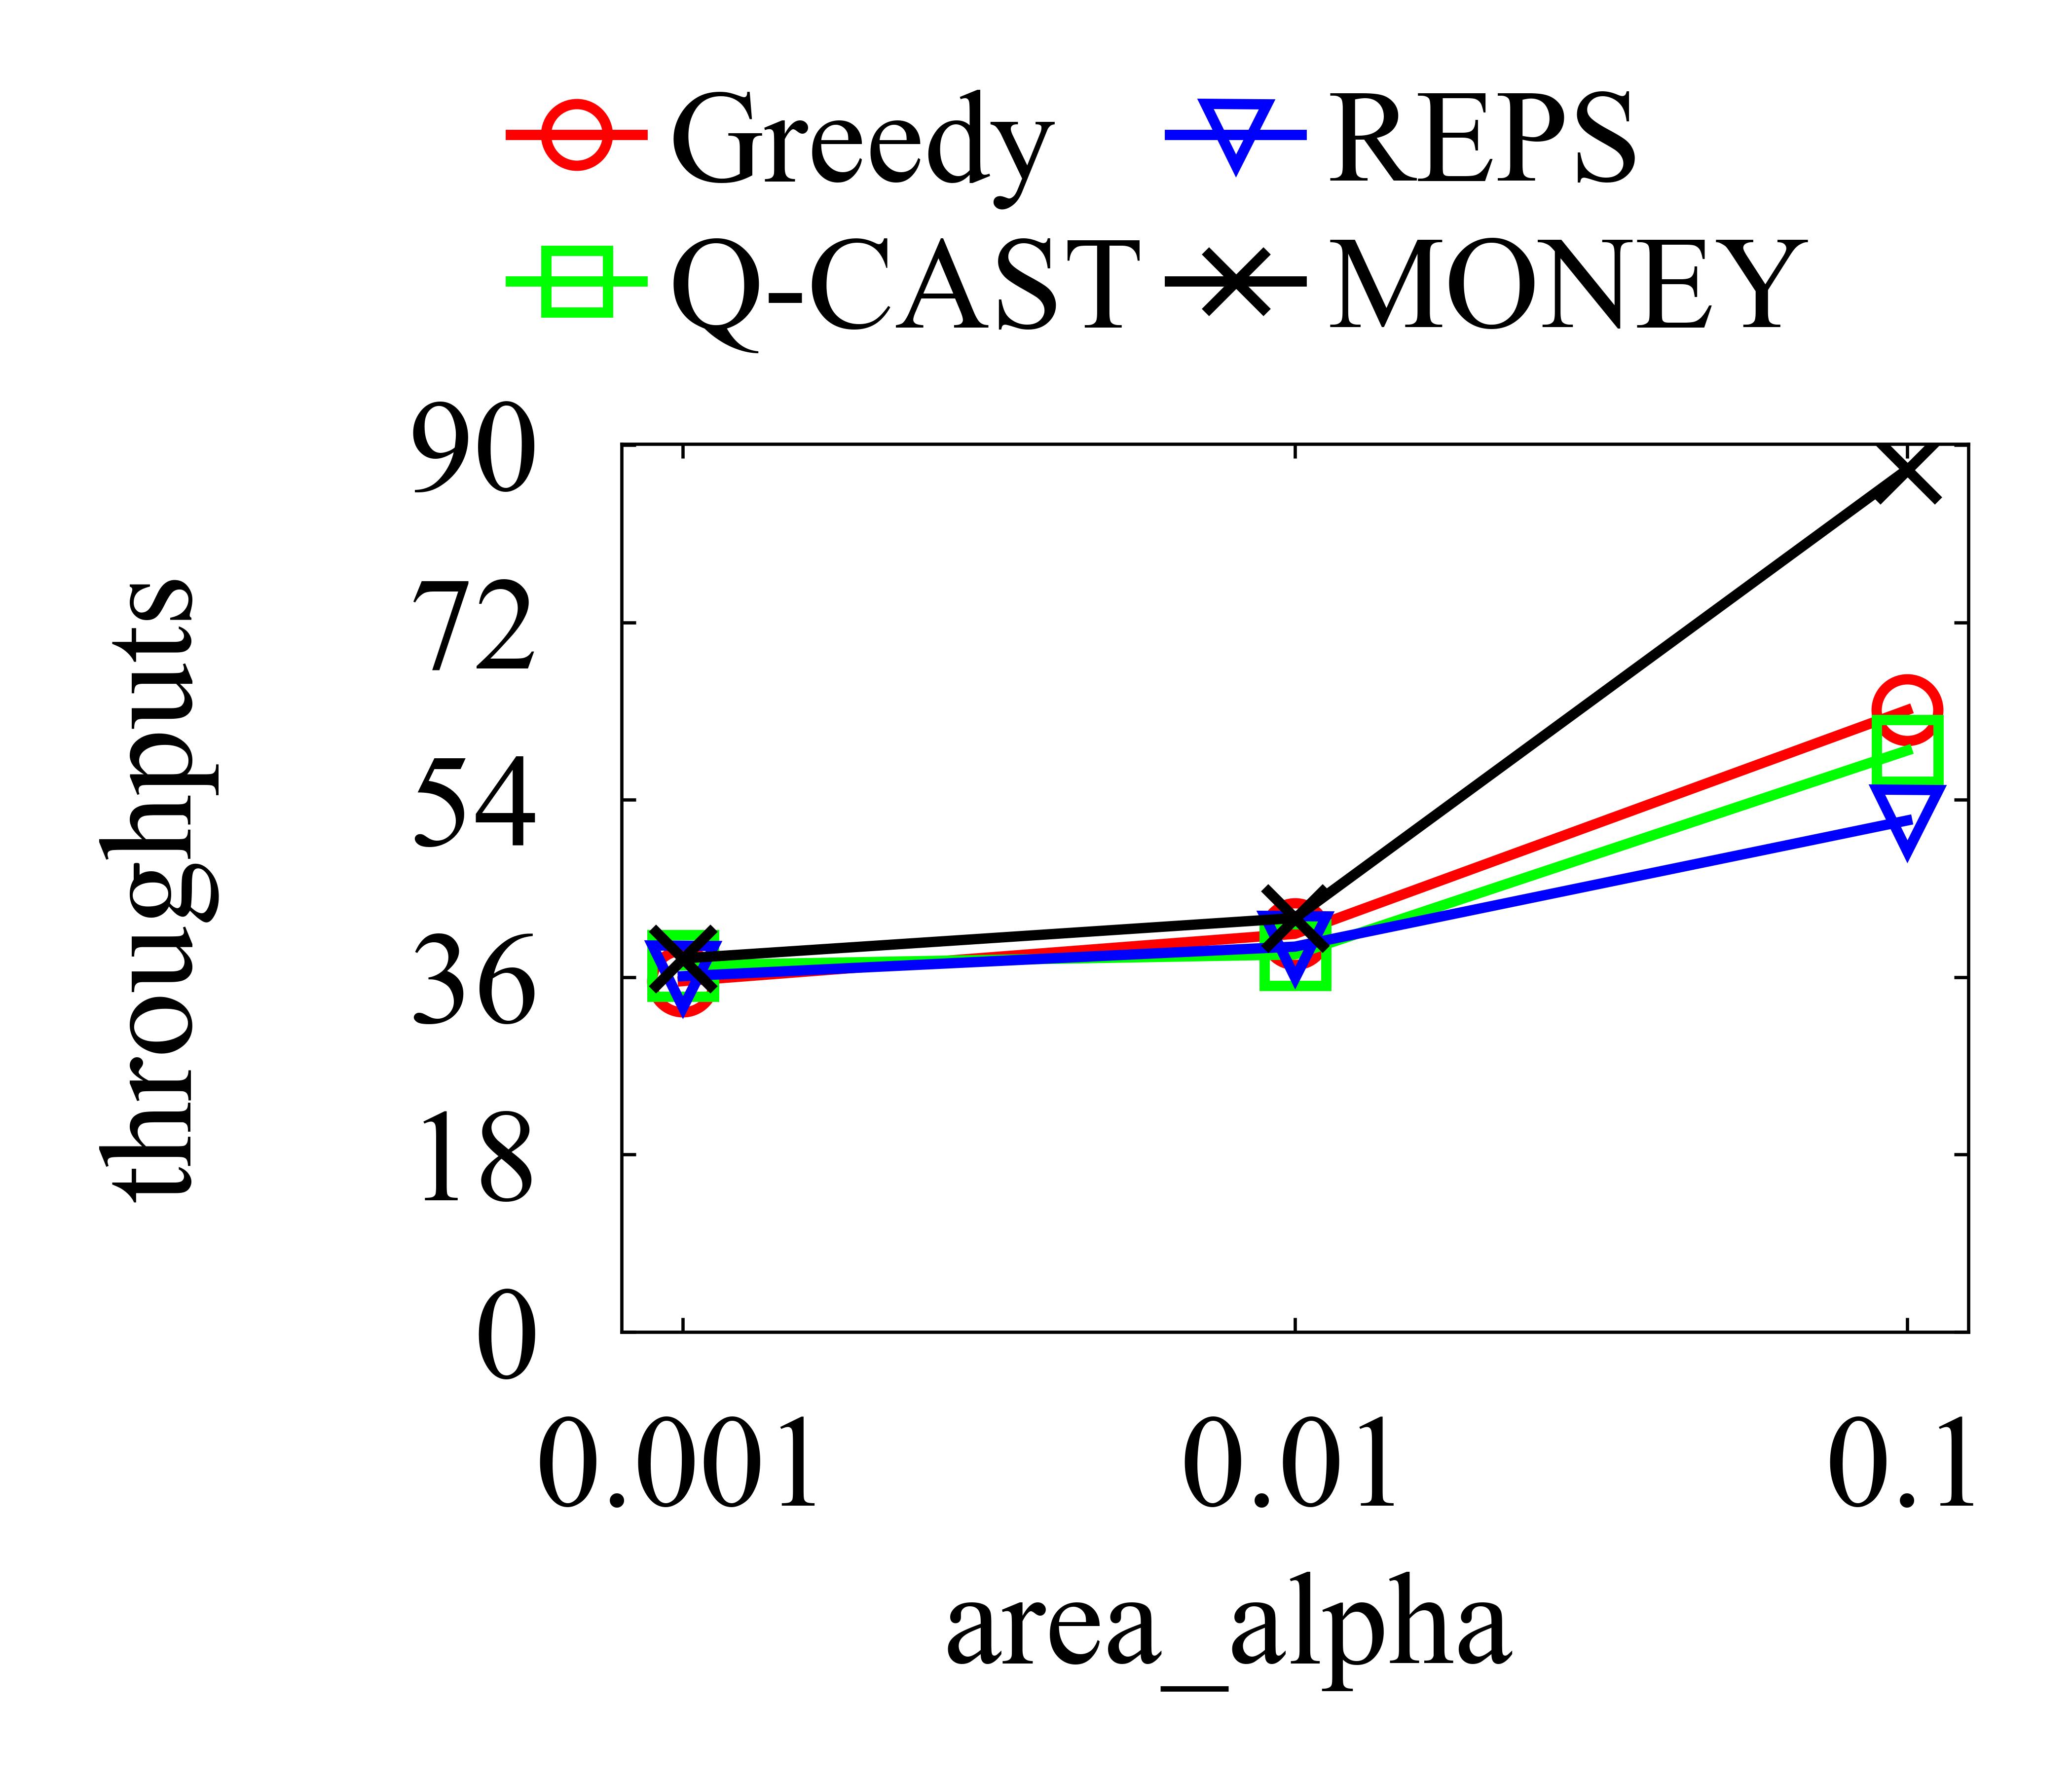 Greedy REPS
Q-CAST MONEY
90
72
54
36
18
0
throughputs
0.001 0.01 0.1
area_alpha